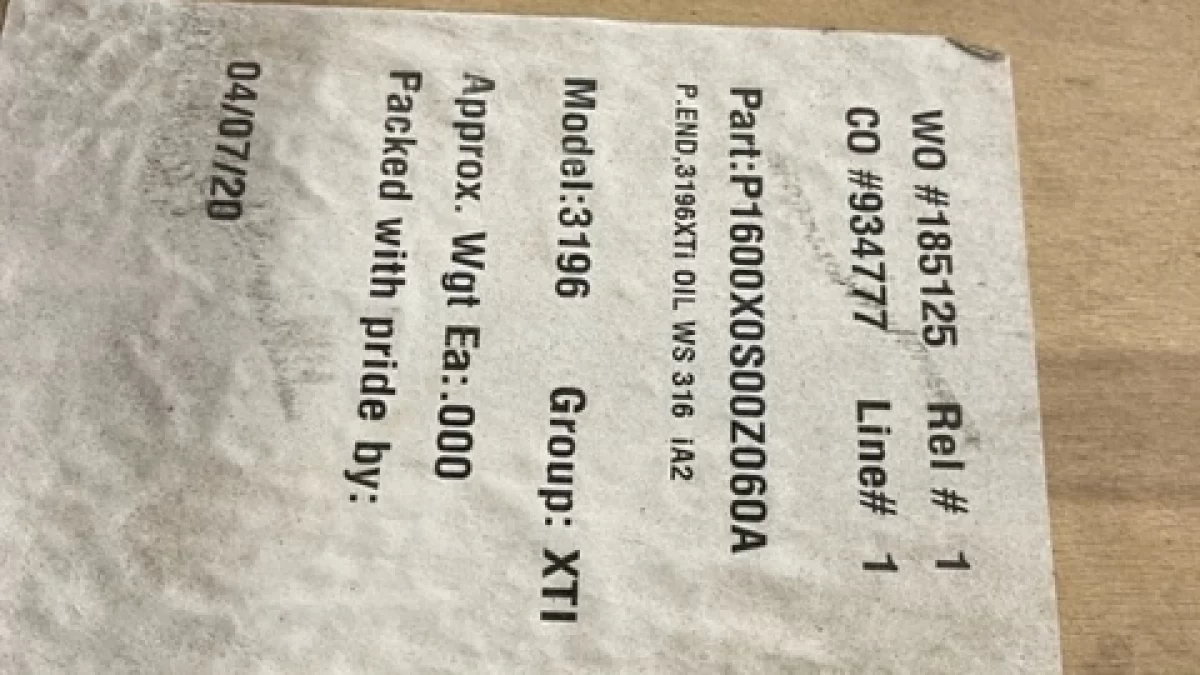 WO #185125 Rel # 1
CO #934777 Line# 1
Part:P1600X0S00Z060A
P.END,3196XTi OIL WS 316 iA2
Model:3196 Group: XTI
Approx. Wgt Ea:.000
Packed with pride by:
04/07/20